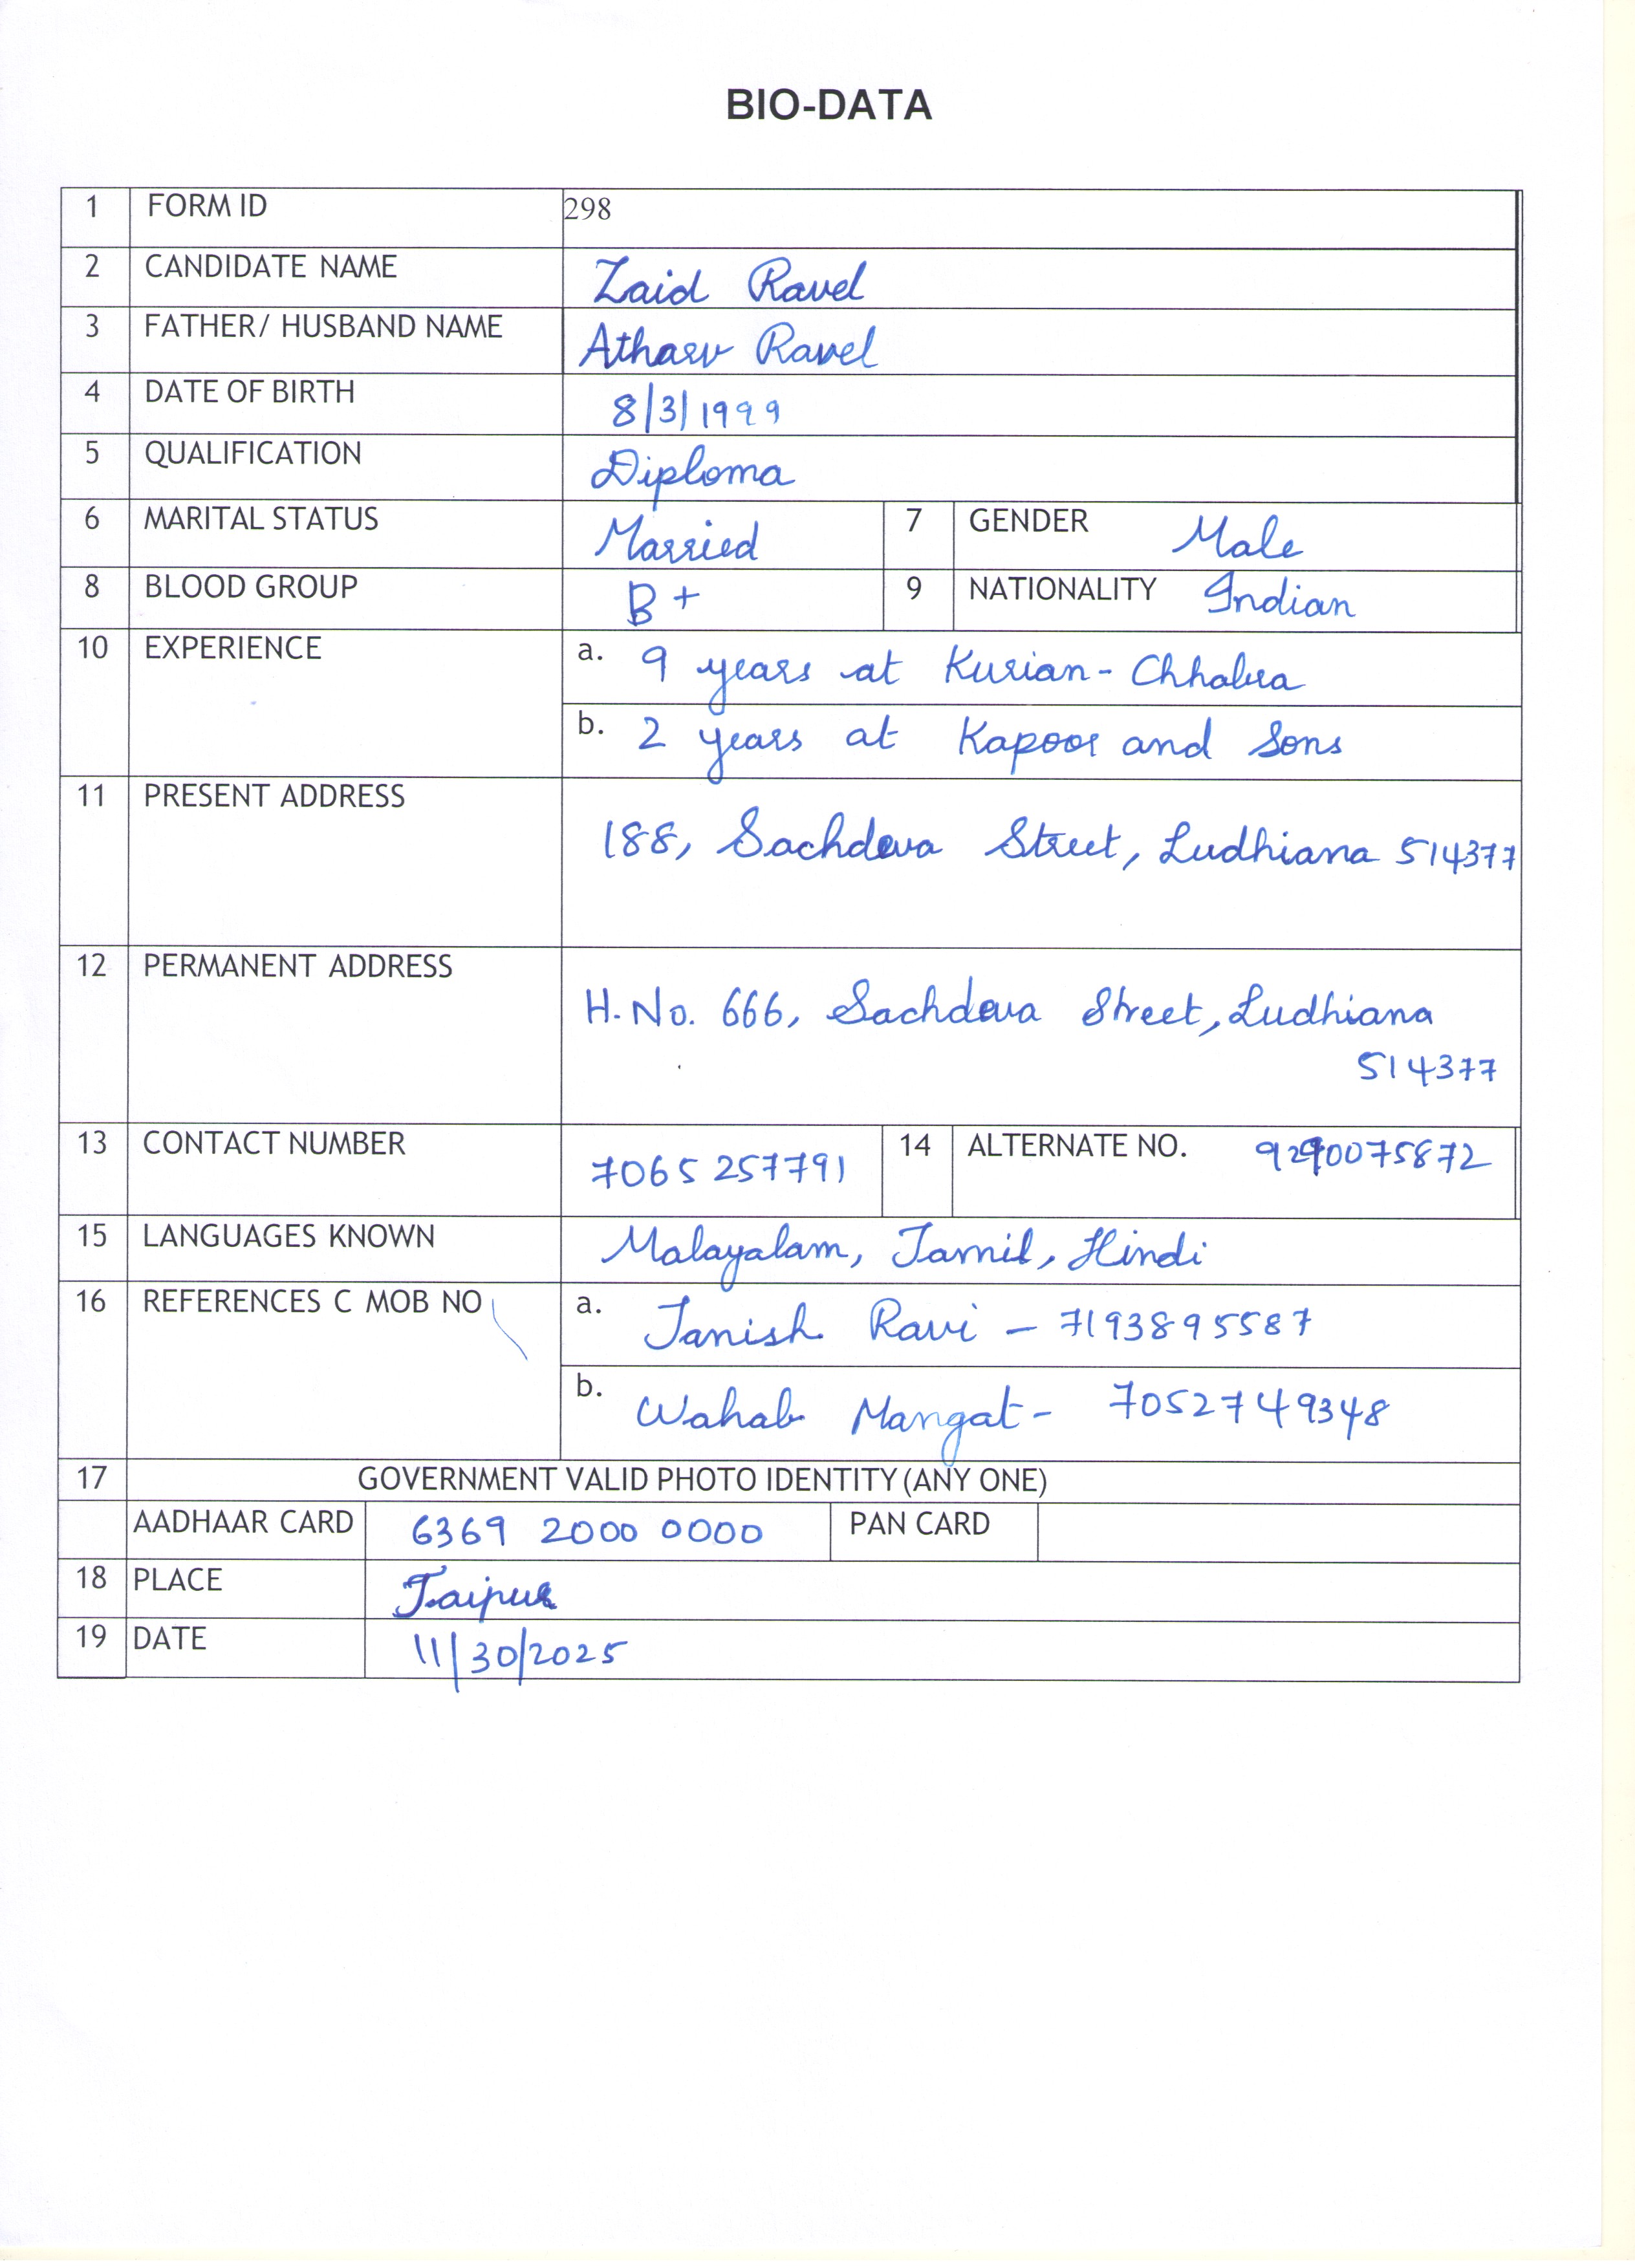 BIO-DATA
1 FORM ID 298
2 CANDIDATE NAME Zaid Ravel
3 FATHER/ HUSBAND NAME Atharv Ravel
4 DATE OF BIRTH 8/3/1999
5 QUALIFICATION Diploma
6 MARITAL STATUS Married 7 GENDER Male
8 BLOOD GROUP B+ 9 NATIONALITY Indian
10 EXPERIENCE a. 9 years at Kurian-Chhabra
b. 2 years at Kapoor and Sons
11 PRESENT ADDRESS 188, Sachdeva Street, Ludhiana 514377
12 PERMANENT ADDRESS H.No. 666, Sachdeva Street, Ludhiana
514377
13 CONTACT NUMBER 7065257791 14 ALTERNATE NO.
15 LANGUAGES KNOWN Malayalam, Tamil, Hindi
16 REFERENCES C MOB NO a. Tanish Ravi - 7193895587
b. Wahab Mangat - 7052749348
17 GOVERNMENT VALID PHOTO IDENTITY (ANY ONE)
AADHAAR CARD 6369 2000 0000 PAN CARD
18 PLACE Jaipur
19 DATE 11/30/2025